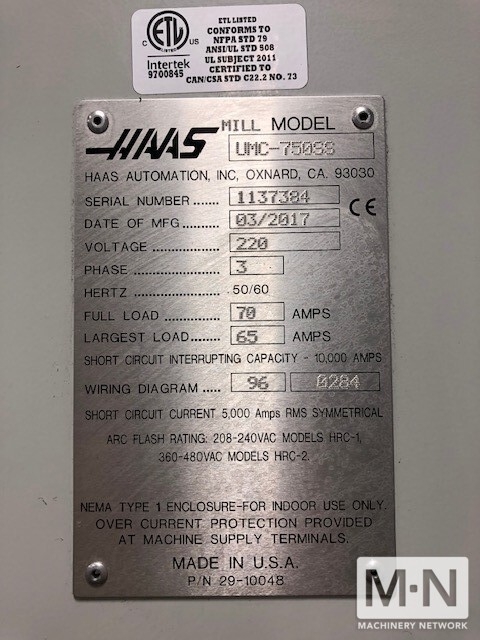 ETL LISTED
CONFORMS TO
NFPA STD 79
ANSI/UL STD 508
UL SUBJECT 2011
CERTIFIED TO
CAN/CSA STD C22.2 NO. 73
C ETL US
LISTED
Intertek
9700845
HAAS MILL MODEL
UMC-750SS
HAAS AUTOMATION, INC, OXNARD, CA. 93030
SERIAL NUMBER ....... 1137384 CE
DATE OF MFG ........... 03/2017
VOLTAGE .................. 220
PHASE ...................... 3
HERTZ ...................... 50/60
FULL LOAD ............. 70 AMPS
LARGEST LOAD ........ 65 AMPS
SHORT CIRCUIT INTERRUPTING CAPACITY - 10,000 AMPS
WIRING DIAGRAM ..... 96 0284
SHORT CIRCUIT CURRENT 5,000 Amps RMS SYMMETRICAL
ARC FLASH RATING: 208-240VAC MODELS HRC-1,
360-480VAC MODELS HRC-2.
NEMA TYPE 1 ENCLOSURE-FOR INDOOR USE ONLY.
OVER CURRENT PROTECTION PROVIDED
AT MACHINE SUPPLY TERMINALS.
MADE IN U.S.A.
P/N 29-10048
M-N
MACHINERY NETWORK